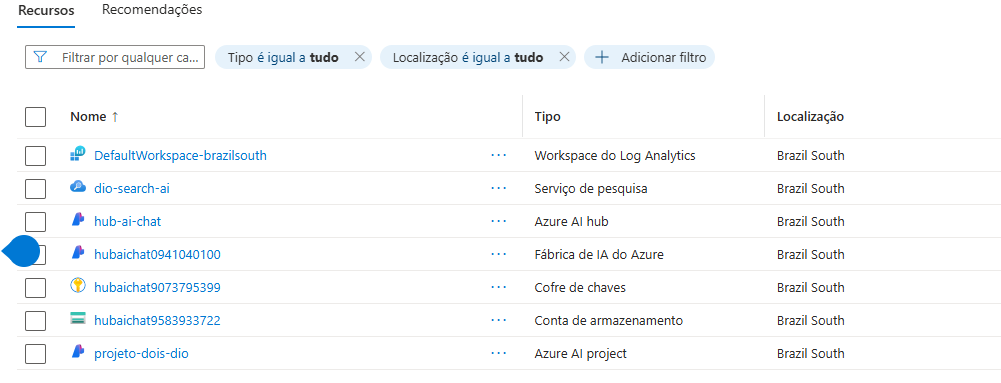 Recursos Recomendações
Filtrar por qualquer ca... Tipo é igual a tudo Localização é igual a tudo Adicionar filtro
Nome ↑ Tipo Localização
DefaultWorkspace-brazilsouth ... Workspace do Log Analytics Brazil South
dio-search-ai ... Serviço de pesquisa Brazil South
hub-ai-chat ... Azure AI hub Brazil South
hubaichat0941040100 ... Fábrica de IA do Azure Brazil South
hubaichat9073795399 ... Cofre de chaves Brazil South
hubaichat9583933722 ... Conta de armazenamento Brazil South
projeto-dois-dio ... Azure AI project Brazil South